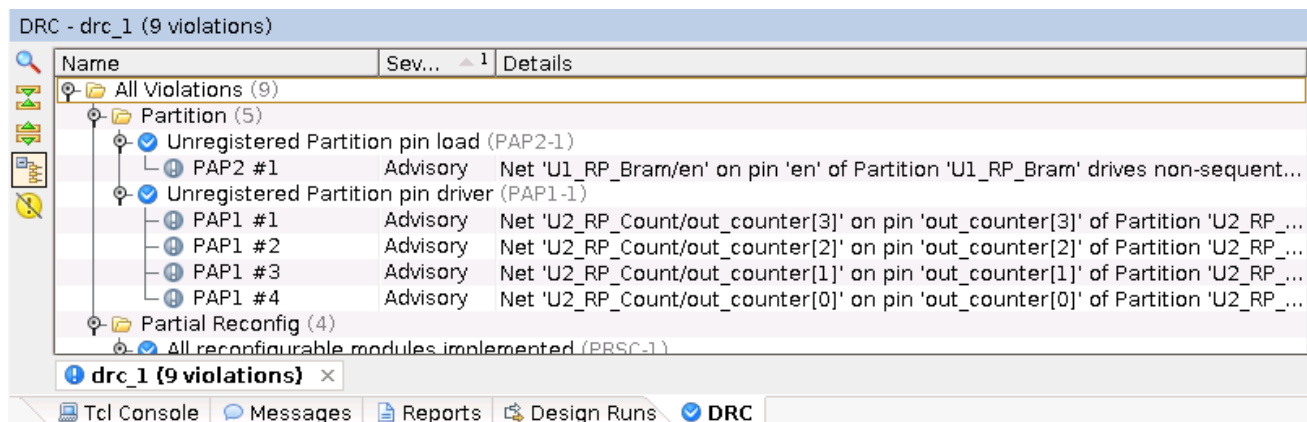 DRC - drc_1 (9 violations)
Name Sev... 1 Details
All Violations (9)
Partition (5)
Unregistered Partition pin load (PAP2-1)
PAP2 #1 Advisory Net 'U1_RP_Bram/en' on pin 'en' of Partition 'U1_RP_Bram' drives non-sequent...
Unregistered Partition pin driver (PAP1-1)
PAP1 #1 Advisory Net 'U2_RP_Count/out_counter[3]' on pin 'out_counter[3]' of Partition 'U2_RP_...
PAP1 #2 Advisory Net 'U2_RP_Count/out_counter[2]' on pin 'out_counter[2]' of Partition 'U2_RP_...
PAP1 #3 Advisory Net 'U2_RP_Count/out_counter[1]' on pin 'out_counter[1]' of Partition 'U2_RP_...
PAP1 #4 Advisory Net 'U2_RP_Count/out_counter[0]' on pin 'out_counter[0]' of Partition 'U2_RP_...
Partial Reconfig (4)
All reconfigurable modules implemented (PRSC-1)
drc_1 (9 violations) ×
Tcl Console Messages Reports Design Runs DRC